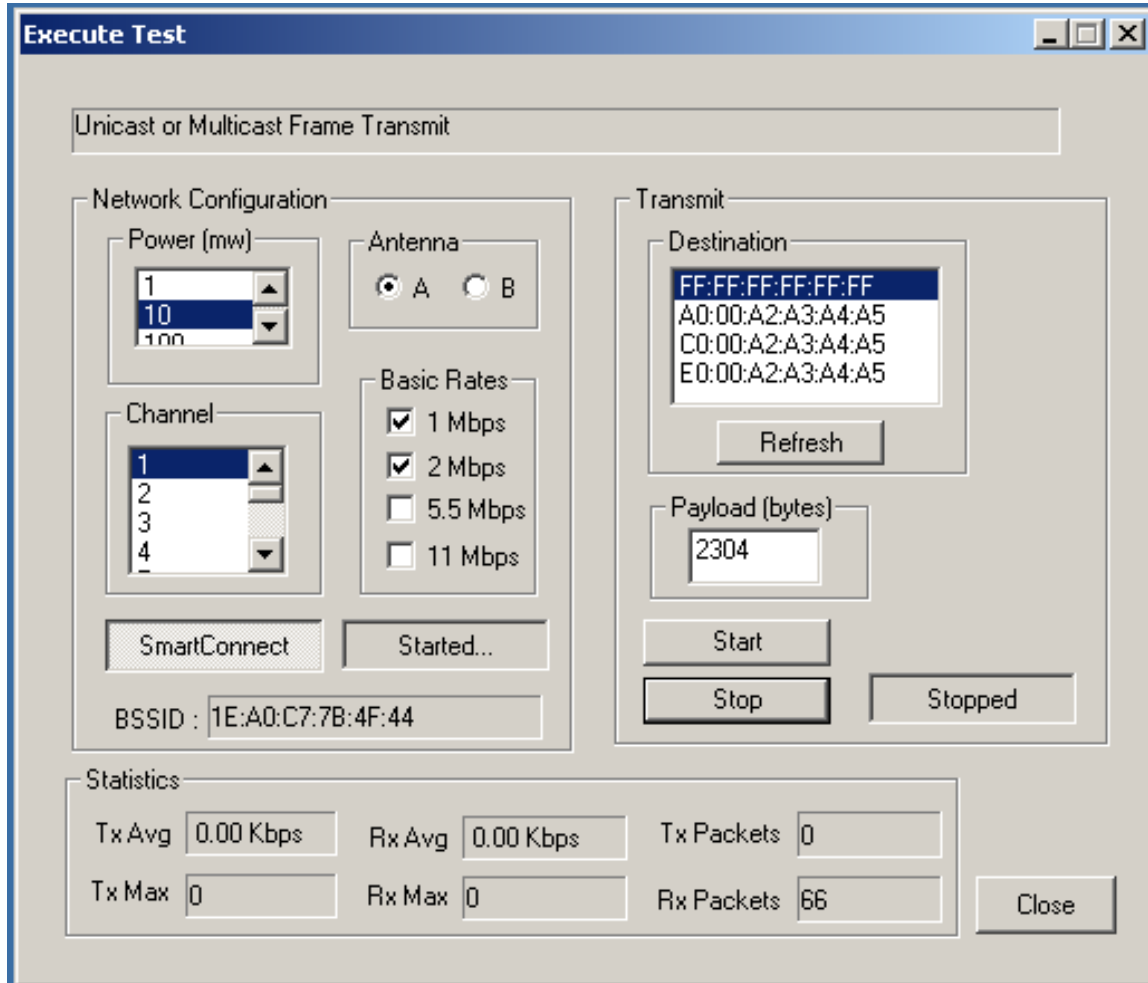 Execute Test
Unicast or Multicast Frame Transmit
Network Configuration
Power (mw)
1
10
100
Antenna
A B
Channel
1
2
3
4
Basic Rates
1 Mbps
2 Mbps
5.5 Mbps
11 Mbps
SmartConnect
Started...
BSSID : 1E:A0:C7:7B:4F:44
Transmit
Destination
FF:FF:FF:FF:FF:FF
A0:00:A2:A3:A4:A5
C0:00:A2:A3:A4:A5
E0:00:A2:A3:A4:A5
Refresh
Payload (bytes)
2304
Start
Stop
Stopped
Statistics
Tx Avg 0.00 Kbps Rx Avg 0.00 Kbps Tx Packets 0
Tx Max 0 Rx Max 0 Rx Packets 66
Close